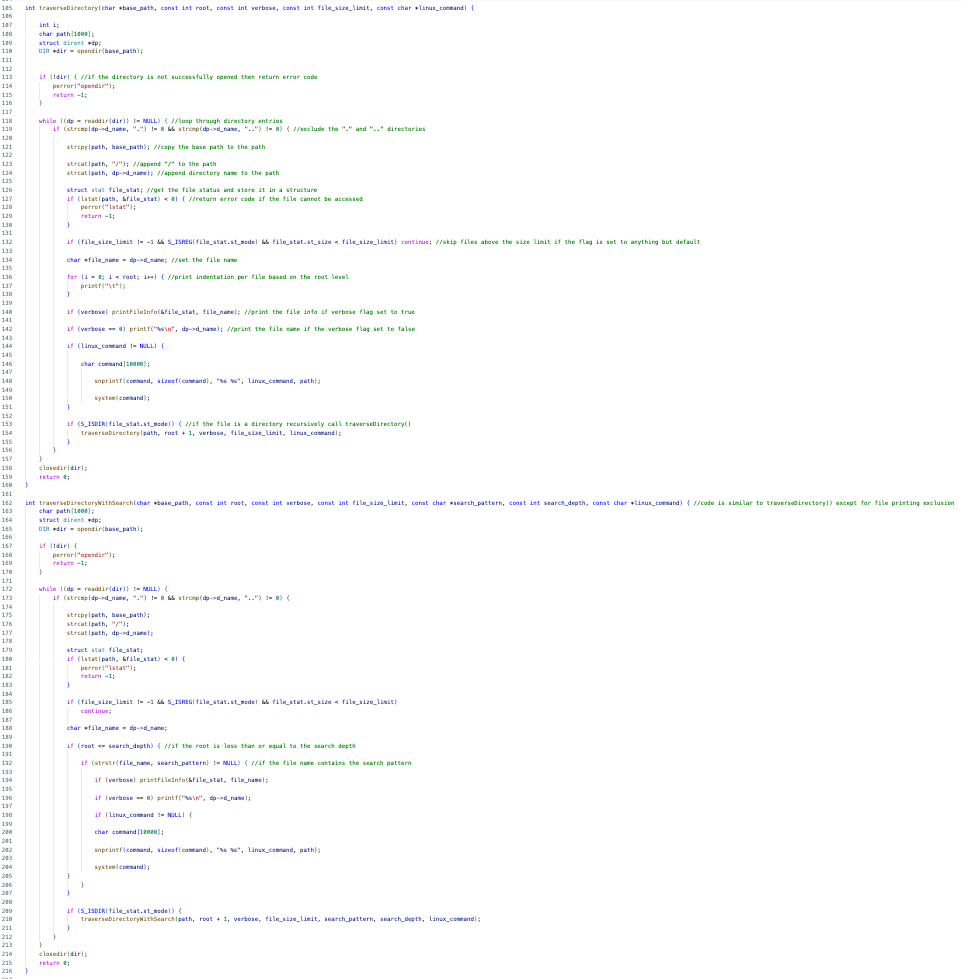 105 int traverseDirectory(char *base_path, const int root, const int verbose, const int file_size_limit, const char *linux_command) {
106
107 int i;
108 char path[1000];
109 struct dirent *dp;
110 DIR *dir = opendir(base_path);
111
112
113 if (!dir) { //if the directory is not successfully opened then return error code
114 perror("opendir");
115 return -1;
116 }
117
118 while ((dp = readdir(dir)) != NULL) { //loop through directory entries
119 if (strcmp(dp->d_name, ".") != 0 && strcmp(dp->d_name, "..") != 0) { //exclude the "." and ".." directories
120
121 strcpy(path, base_path); //copy the base path to the path
122
123 strcat(path, "/"); //append "/" to the path
124 strcat(path, dp->d_name); //append directory name to the path
125
126 struct stat file_stat; //get the file status and store it in a structure
127 if (lstat(path, &file_stat) < 0) { //return error code if the file cannot be accessed
128 perror("lstat");
129 return -1;
130 }
131
132 if (file_size_limit != -1 && S_ISREG(file_stat.st_mode) && file_stat.st_size < file_size_limit) continue; //skip files above the size limit if the flag is set to anything but default
133
134 char *file_name = dp->d_name; //set the file name
135
136 for (i = 0; i < root; i++) { //print indentation per file based on the root level
137 printf("\t");
138 }
139
140 if (verbose) printFileInfo(&file_stat, file_name); //print the file info if verbose flag set to true
141
142 if (verbose == 0) printf("%s\n", dp->d_name); //print the file name if the verbose flag set to false
143
144 if (linux_command != NULL) {
145
146 char command[10000];
147
148 snprintf(command, sizeof(command), "%s %s", linux_command, path);
149
150 system(command);
151 }
152
153 if (S_ISDIR(file_stat.st_mode)) { //if the file is a directory recursively call traverseDirectory()
154 traverseDirectory(path, root + 1, verbose, file_size_limit, linux_command);
155 }
156 }
157 }
158 closedir(dir);
159 return 0;
160 }
161
162 int traverseDirectoryWithSearch(char *base_path, const int root, const int verbose, const int file_size_limit, const char *search_pattern, const int search_depth, const char *linux_command) { //code is similar to traverseDirectory() except for file printing exclusion
163 char path[1000];
164 struct dirent *dp;
165 DIR *dir = opendir(base_path);
166
167 if (!dir) {
168 perror("opendir");
169 return -1;
170 }
171
172 while ((dp = readdir(dir)) != NULL) {
173 if (strcmp(dp->d_name, ".") != 0 && strcmp(dp->d_name, "..") != 0) {
174
175 strcpy(path, base_path);
176 strcat(path, "/");
177 strcat(path, dp->d_name);
178
179 struct stat file_stat;
180 if (lstat(path, &file_stat) < 0) {
181 perror("lstat");
182 return -1;
183 }
184
185 if (file_size_limit != -1 && S_ISREG(file_stat.st_mode) && file_stat.st_size < file_size_limit)
186 continue;
187
188 char *file_name = dp->d_name;
189
190 if (root <= search_depth) { //if the root is less than or equal to the search depth
191
192 if (strstr(file_name, search_pattern) != NULL) { //if the file name contains the search pattern
193
194 if (verbose) printFileInfo(&file_stat, file_name);
195
196 if (verbose == 0) printf("%s\n", dp->d_name);
197
198 if (linux_command != NULL) {
199
200 char command[10000];
201
202 snprintf(command, sizeof(command), "%s %s", linux_command, path);
203
204 system(command);
205 }
206 }
207 }
208
209 if (S_ISDIR(file_stat.st_mode)) {
210 traverseDirectoryWithSearch(path, root + 1, verbose, file_size_limit, search_pattern, search_depth, linux_command);
211 }
212 }
213 }
214 closedir(dir);
215 return 0;
216 }